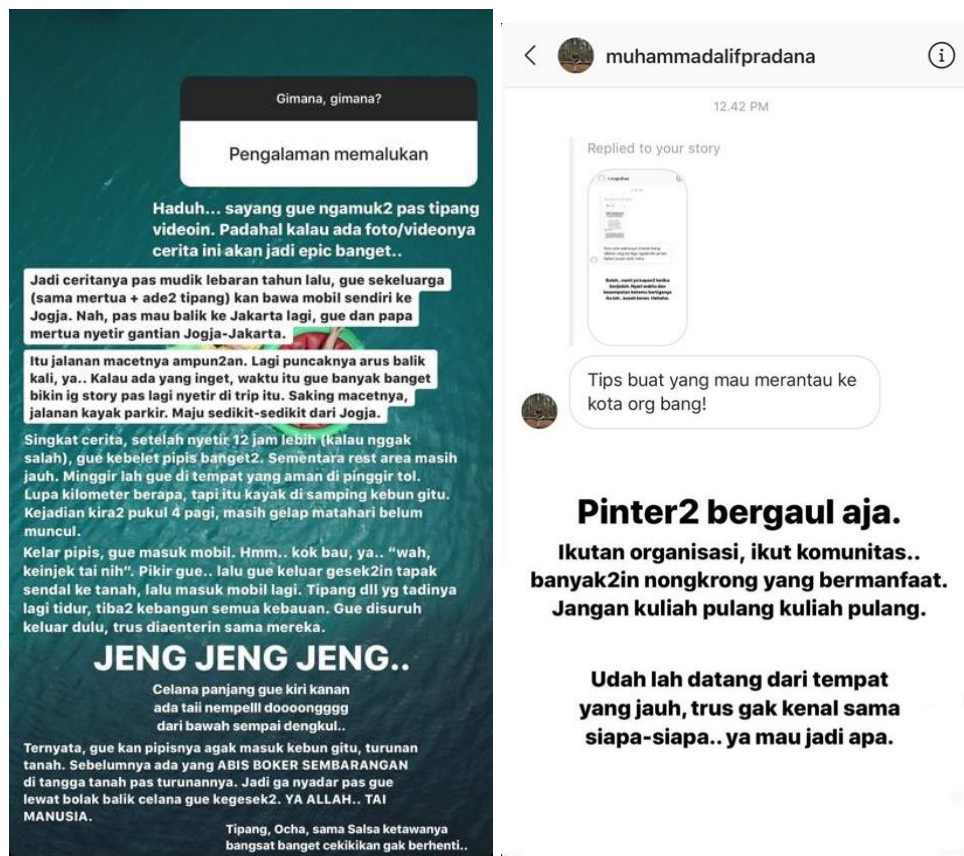 Gimana, gimana?
Pengalaman memalukan
Haduh... sayang gue ngamuk2 pas tipang
videoin. Padahal kalau ada foto/videonya
cerita ini akan jadi epic banget..
Jadi ceritanya pas mudik lebaran tahun lalu, gue sekeluarga
(sama mertua + ade2 tipang) kan bawa mobil sendiri ke
Jogja. Nah, pas mau balik ke Jakarta lagi, gue dan papa
mertua nyetir gantian Jogja-Jakarta.
Itu jalanan macetnya ampun2an. Lagi puncaknya arus balik
kali, ya.. Kalau ada yang inget, waktu itu gue banyak banget
bikin ig story pas lagi nyetir di trip itu. Saking macetnya,
jalanan kayak parkir. Maju sedikit-sedikit dari Jogja.
Singkat cerita, setelah nyetir 12 jam lebih (kalau nggak
salah), gue kebelet pipis banget2. Sementara rest area masih
jauh. Minggir lah gue di tempat yang aman di pinggir tol.
Lupa kilometer berapa, tapi itu kayak di samping kebun gitu.
Kejadian kira2 pukul 4 pagi, masih gelap matahari belum
muncul.
Kelar pipis, gue masuk mobil. Hmm.. kok bau, ya.. “wah,
keinjek tai nih”. Pikir gue.. lalu gue keluar gesek2in tapak
sendal ke tanah, lalu masuk mobil lagi. Tipang dll yg tadinya
lagi tidur, tiba2 kebangun semua kebauan. Gue disuruh
keluar dulu, trus diaenterin sama mereka.
JENG JENG JENG..
Celana panjang gue kiri kanan
ada taii nempelll doooongggg
dari bawah sempai dengkul..
Ternyata, gue kan pipisnya agak masuk kebun gitu, turunan
tanah. Sebelumnya ada yang ABIS BOKER SEMBARANGAN
di tangga tanah pas turunannya. Jadi ga nyadar pas gue
lewat bolak balik celana gue kegesek2. YA ALLAH.. TAI
MANUSIA.
Tipang, Ocha, sama Salsa ketawanya
bangsat banget cekikikan gak berhenti..
muhammadalifpradana
12.42 PM
Replied to your story
Tips buat yang mau merantau ke
kota org bang!
Pinter2 bergaul aja.
Ikutan organisasi, ikut komunitas..
banyak2in nongkrong yang bermanfaat.
Jangan kuliah pulang kuliah pulang.
Udah lah datang dari tempat
yang jauh, trus gak kenal sama
siapa-siapa.. ya mau jadi apa.